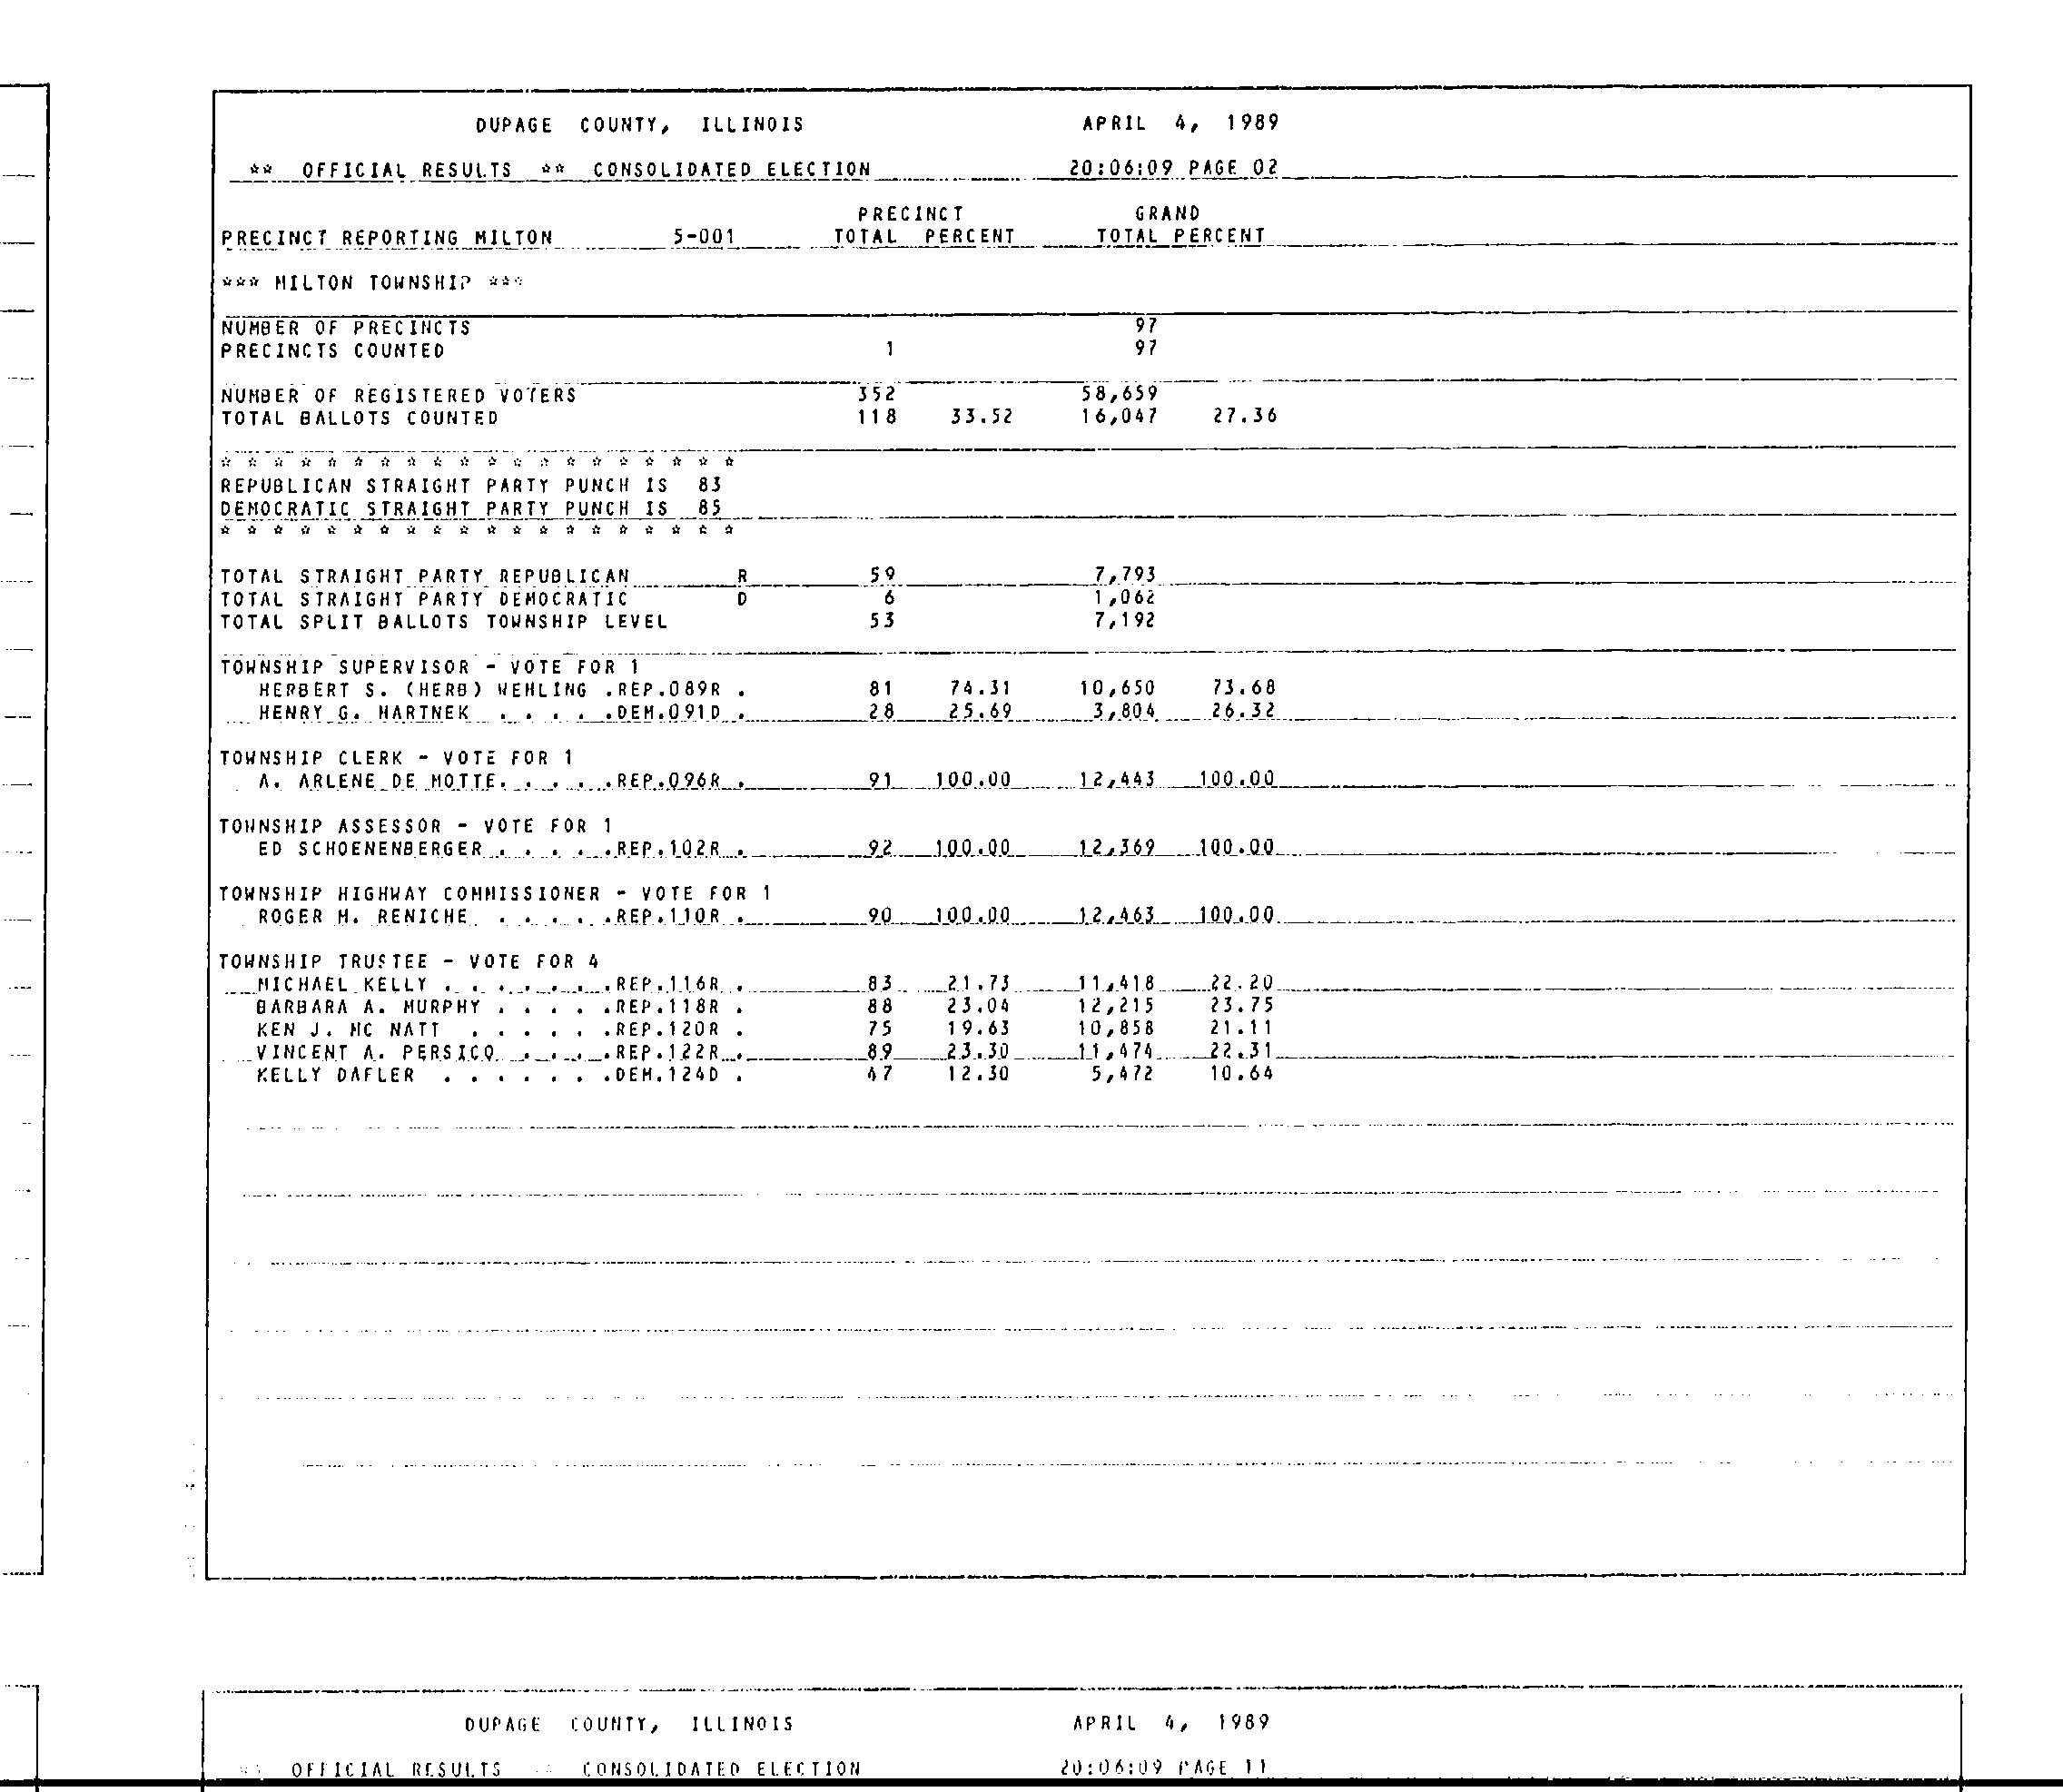 DUPAGE COUNTY, ILLINOIS APRIL 4, 1989
** OFFICIAL RESULTS ** CONSOLIDATED ELECTION 20:06:09 PAGE 02
PRECINCT GRAND
PRECINCT REPORTING MILTON 5-001 TOTAL PERCENT TOTAL PERCENT
*** MILTON TOWNSHIP ***
NUMBER OF PRECINCTS 97
PRECINCTS COUNTED 1 97
NUMBER OF REGISTERED VOTERS 352 58,659
TOTAL BALLOTS COUNTED 118 33.52 16,047 27.36
* * * * * * * * * * * * * * * * * * * *
REPUBLICAN STRAIGHT PARTY PUNCH IS 83
DEMOCRATIC STRAIGHT PARTY PUNCH IS 85
* * * * * * * * * * * * * * * * * * * *
TOTAL STRAIGHT PARTY REPUBLICAN R 59 7,793
TOTAL STRAIGHT PARTY DEMOCRATIC D 6 1,062
TOTAL SPLIT BALLOTS TOWNSHIP LEVEL 53 7,192
TOWNSHIP SUPERVISOR - VOTE FOR 1
HERBERT S. (HERB) WEHLING .REP.089R . 81 74.31 10,650 73.68
HENRY G. HARTNEK . . . . .DEM.091D . 28 25.69 3,804 26.32
TOWNSHIP CLERK - VOTE FOR 1
A. ARLENE DE MOTTE. . . . .REP.096R . 91 100.00 12,443 100.00
TOWNSHIP ASSESSOR - VOTE FOR 1
ED SCHOENENBERGER . . . . .REP.102R . 92 100.00 12,369 100.00
TOWNSHIP HIGHWAY COMMISSIONER - VOTE FOR 1
ROGER M. RENICHE . . . . .REP.110R . 90 100.00 12,463 100.00
TOWNSHIP TRUSTEE - VOTE FOR 4
MICHAEL KELLY . . . . . . .REP.116R . 83 21.73 11,418 22.20
BARBARA A. MURPHY . . . . .REP.118R . 88 23.04 12,215 23.75
KEN J. MC NATT . . . . . .REP.120R . 75 19.63 10,858 21.11
VINCENT A. PERSICO . . . .REP.122R . 89 23.30 11,474 22.31
KELLY DAFLER . . . . . . .DEM.124D . 47 12.30 5,472 10.64
DUPAGE COUNTY, ILLINOIS APRIL 4, 1989
** OFFICIAL RESULTS ** CONSOLIDATED ELECTION 20:06:09 PAGE 11